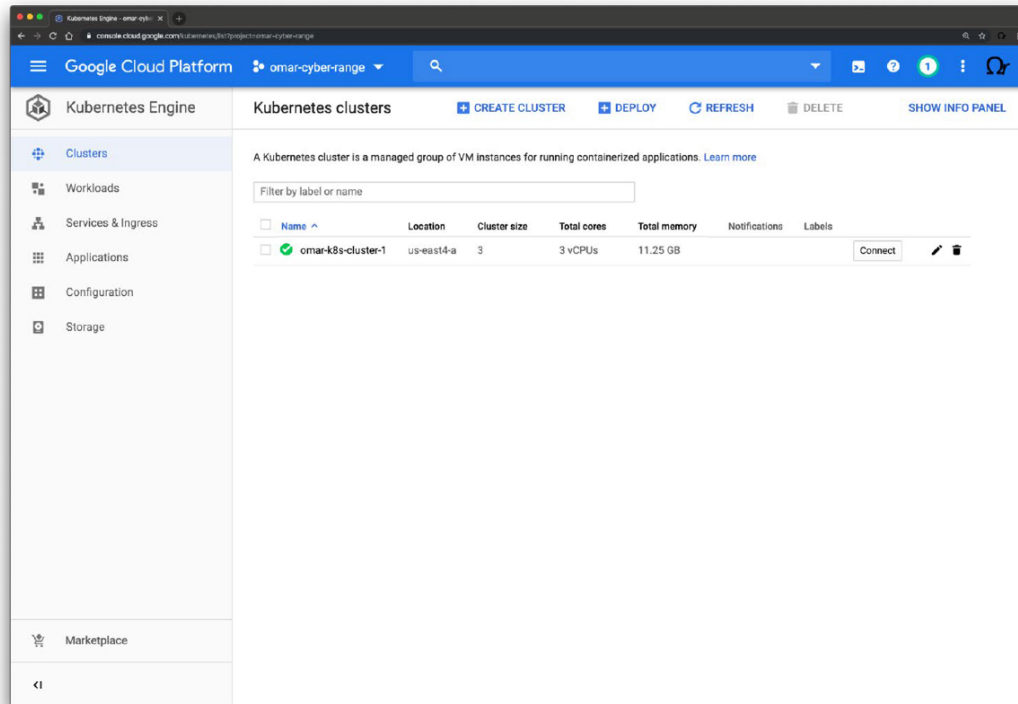 Kubernetes Engine - omar-cyber
console.cloud.google.com/kubernetes/list?project=omar-cyber-range
Google Cloud Platform omar-cyber-range 1
Kubernetes Engine
Kubernetes clusters CREATE CLUSTER DEPLOY REFRESH DELETE SHOW INFO PANEL
Clusters
Workloads
Services & Ingress
Applications
Configuration
Storage
Marketplace
A Kubernetes cluster is a managed group of VM instances for running containerized applications. Learn more
Filter by label or name
Name Location Cluster size Total cores Total memory Notifications Labels
omar-k8s-cluster-1 us-east4-a 3 3 vCPUs 11.25 GB Connect